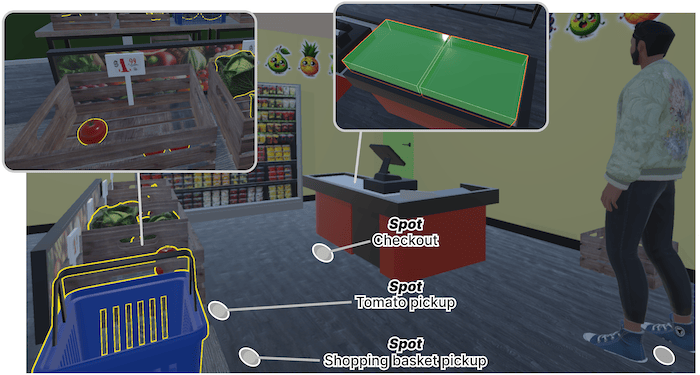 Spot
Checkout
Spot
Tomato pickup
Spot
Shopping basket pickup